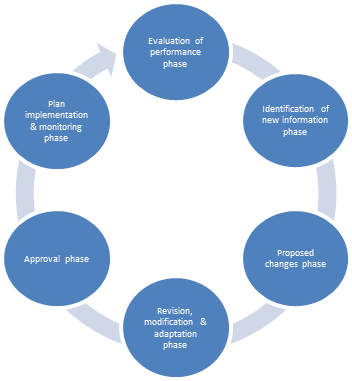 Evaluation of
performance
phase
Identification of
new information
phase
Proposed
changes phase
Revision,
modification &
adaptation
phase
Approval phase
Plan
implementation
& monitoring
phase